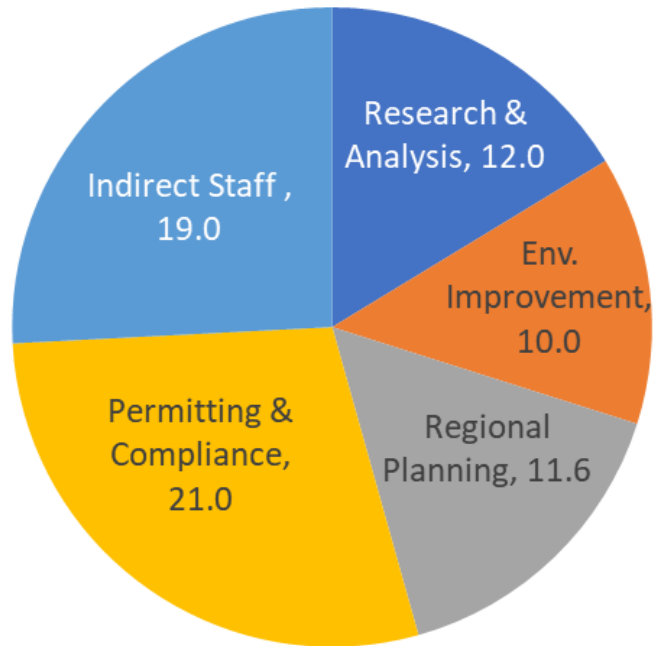 Research &
Analysis, 12.0
Env.
Improvement,
10.0
Regional
Planning, 11.6
Permitting &
Compliance,
21.0
Indirect Staff ,
19.0